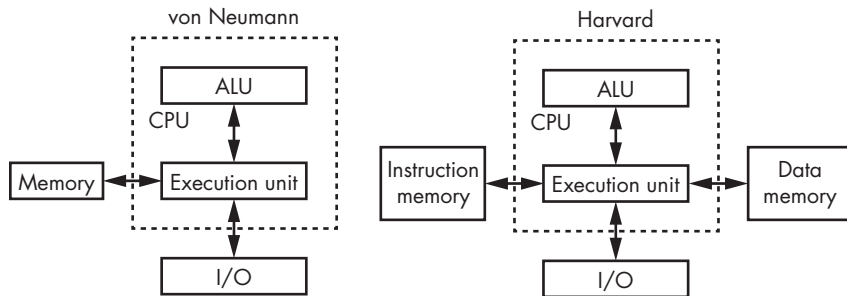 von Neumann
ALU
CPU
Memory
Execution unit
I/O
Harvard
ALU
CPU
Instruction
memory
Execution unit
Data
memory
I/O